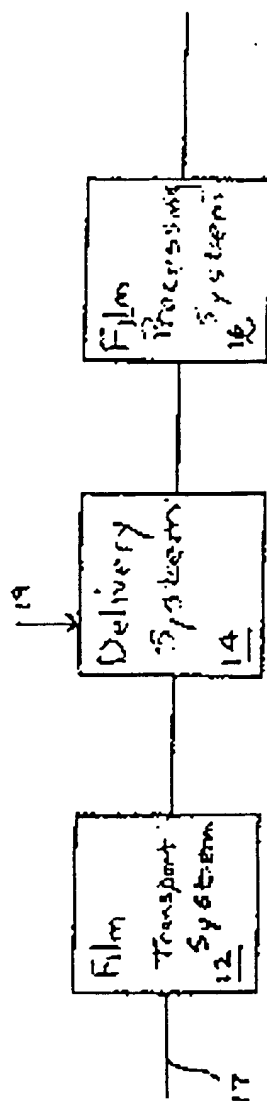 Film
Transport
System
12
17
Delivery
System
14
19
Film
Processing
System
16